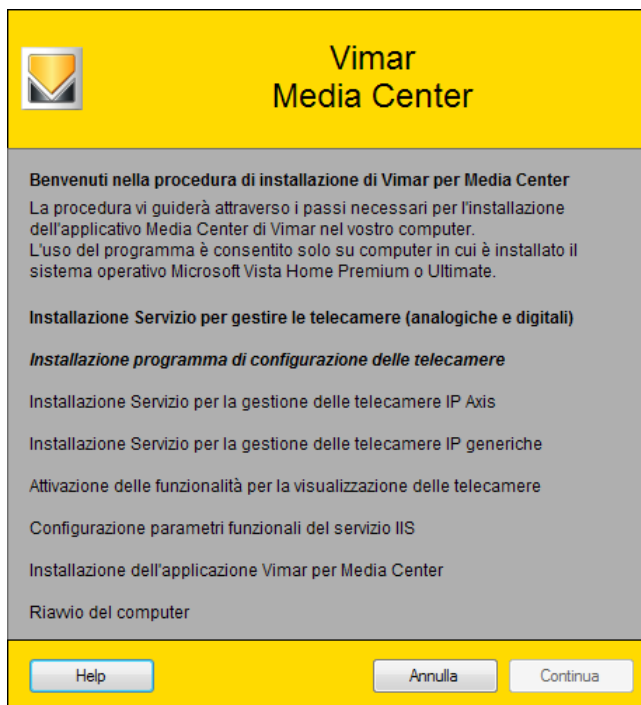 Vimar
Media Center
Benvenuti nella procedura di installazione di Vimar per Media Center
La procedura vi guiderà attraverso i passi necessari per l'installazione
dell'applicativo Media Center di Vimar nel vostro computer.
L'uso del programma è consentito solo su computer in cui è installato il
sistema operativo Microsoft Vista Home Premium o Ultimate.
Installazione Servizio per gestire le telecamere (analogiche e digitali)
Installazione programma di configurazione delle telecamere
Installazione Servizio per la gestione delle telecamere IP Axis
Installazione Servizio per la gestione delle telecamere IP generiche
Attivazione delle funzionalità per la visualizzazione delle telecamere
Configurazione parametri funzionali del servizio IIS
Installazione dell'applicazione Vimar per Media Center
Riavvio del computer
Help
Annulla
Continua